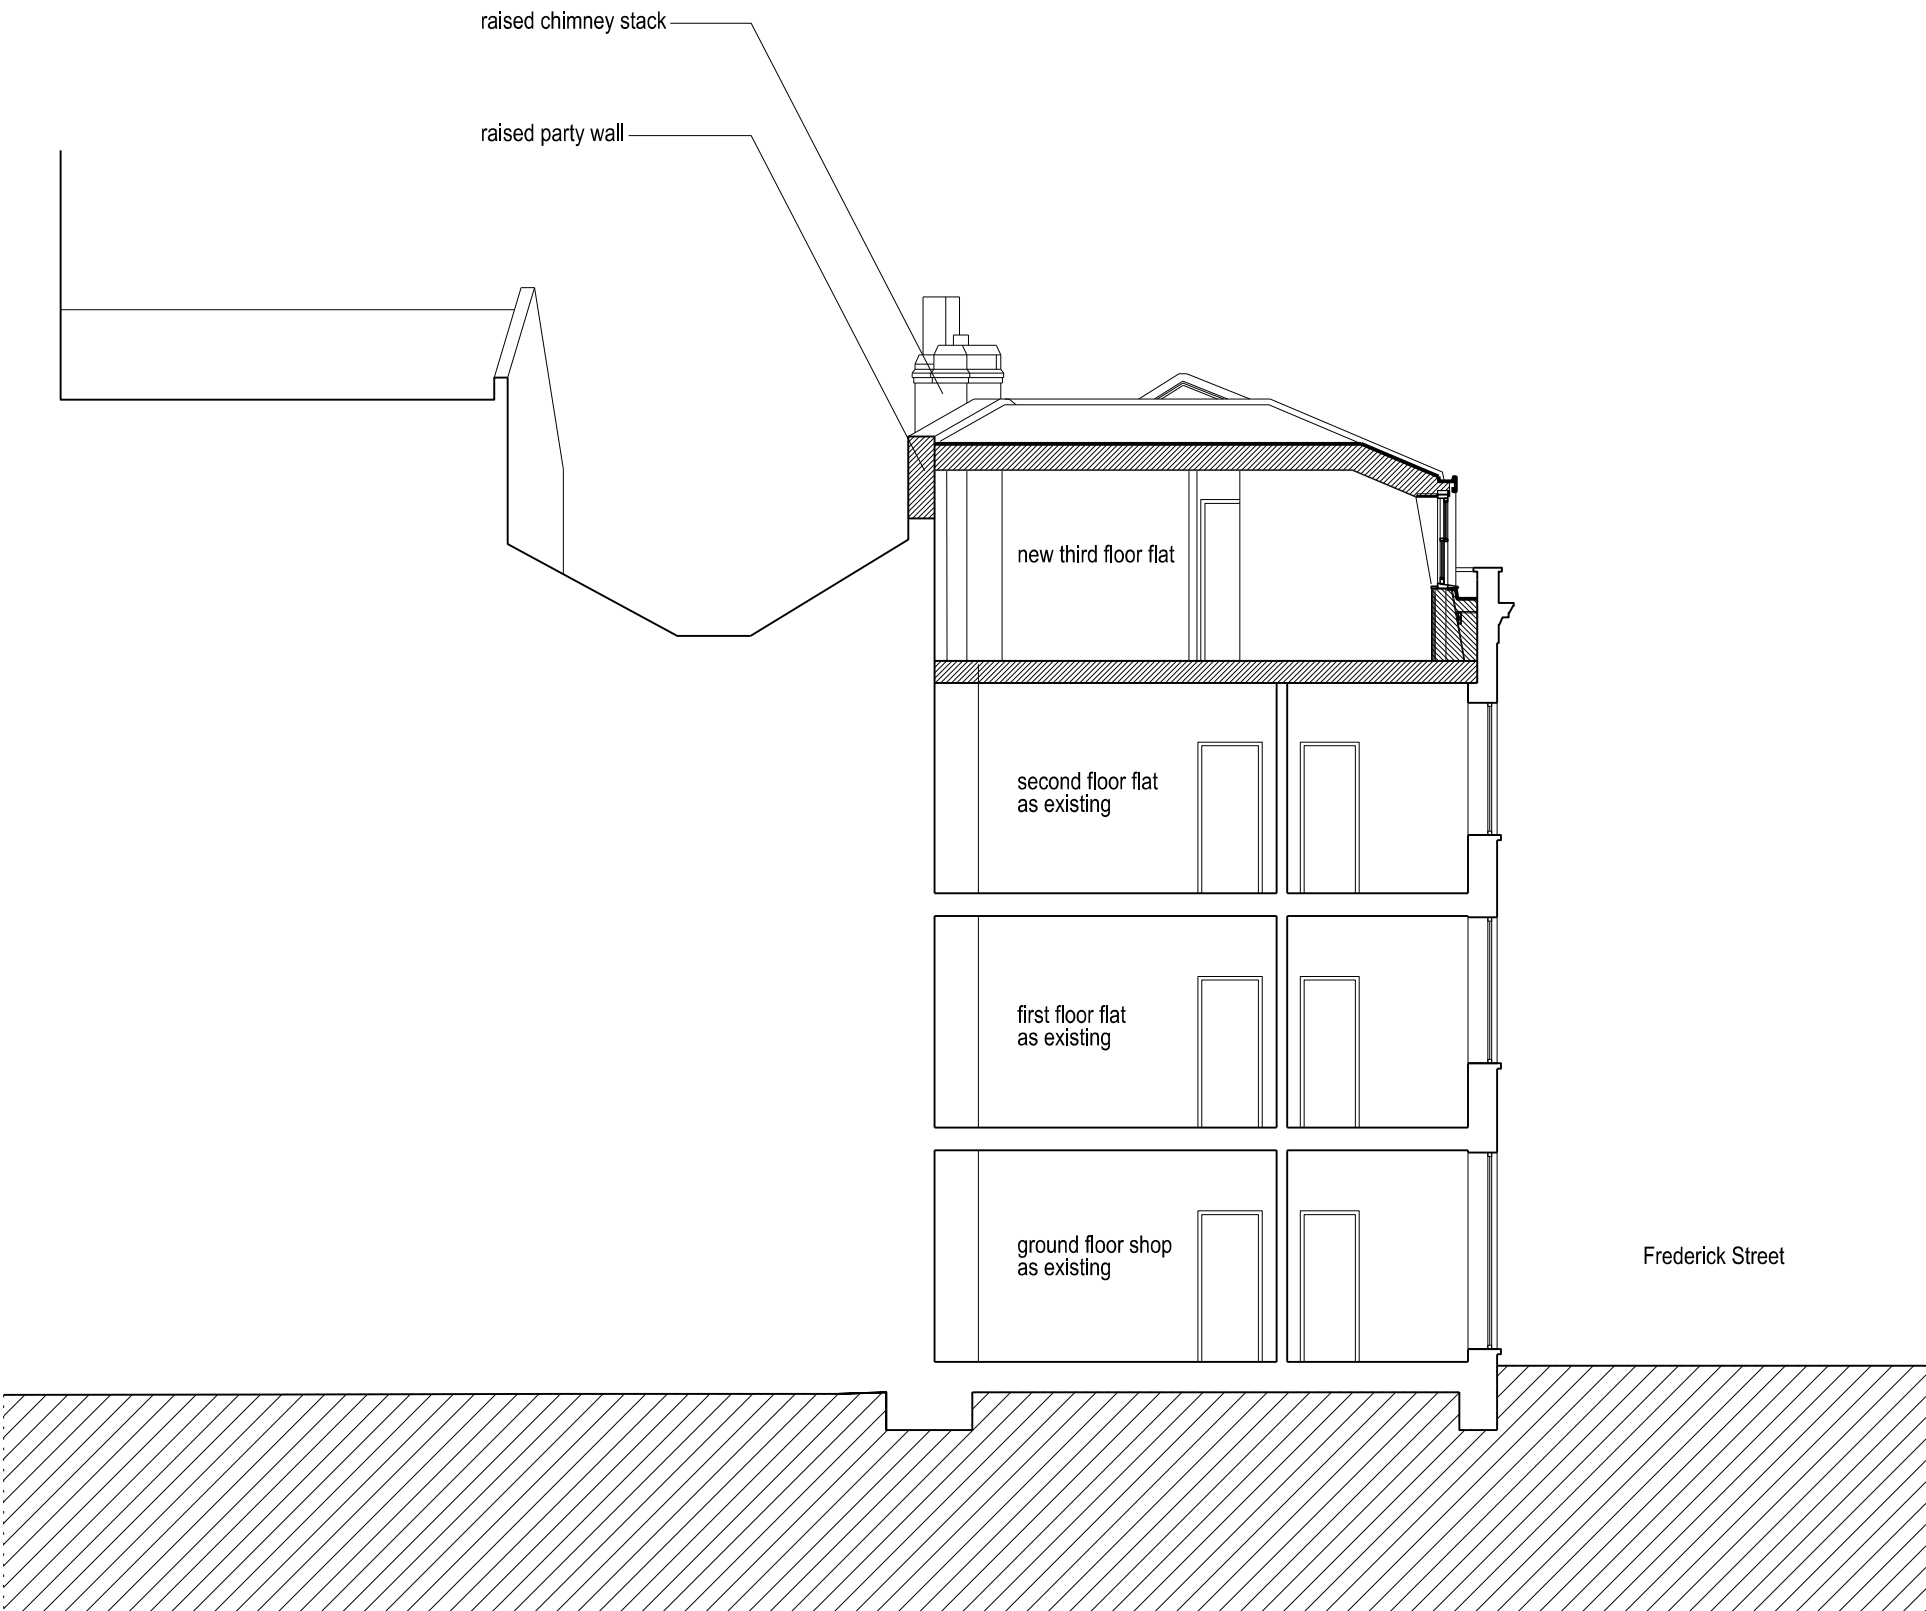 raised chimney stack
raised party wall
new third floor flat
second floor flat
as existing
first floor flat
as existing
ground floor shop
as existing
Frederick Street